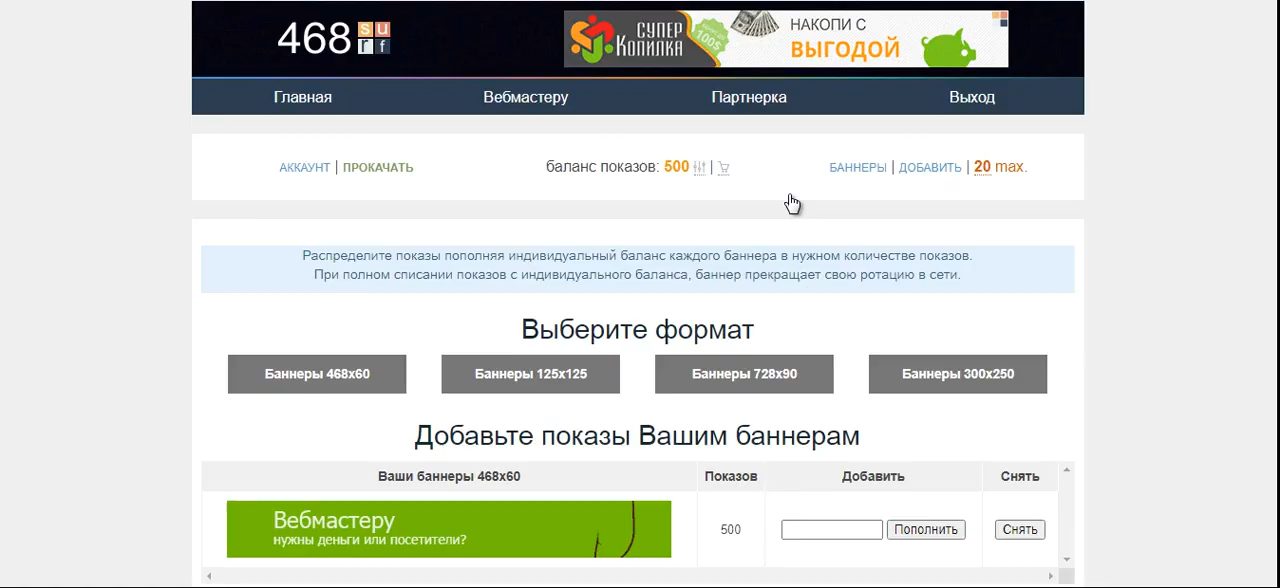 468 surf
СУПЕР КОПИЛКА
100$
НАКОПИ С
ВЫГОДОЙ
Главная
Вебмастеру
Партнерка
Выход
АККАУНТ | ПРОКАЧАТЬ
баланс показов: 500 |
БАННЕРЫ | ДОБАВИТЬ | 20 max.
Распределите показы пополняя индивидуальный баланс каждого баннера в нужном количестве показов.
При полном списании показов с индивидуального баланса, баннер прекращает свою ротацию в сети.
Выберите формат
Баннеры 468x60
Баннеры 125x125
Баннеры 728x90
Баннеры 300x250
Добавьте показы Вашим баннерам
Ваши баннеры 468x60
Показов
Добавить
Снять
Вебмастеру
нужны деньги или посетители?
500
Пополнить
Снять